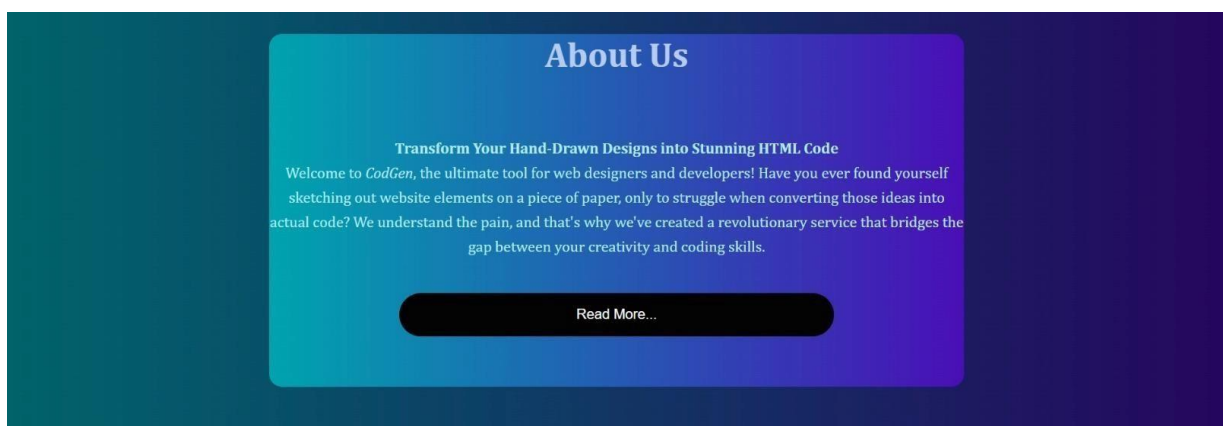 About Us
Transform Your Hand-Drawn Designs into Stunning HTML Code
Welcome to CodGen, the ultimate tool for web designers and developers! Have you ever found yourself
sketching out website elements on a piece of paper, only to struggle when converting those ideas into
actual code? We understand the pain, and that's why we've created a revolutionary service that bridges the
gap between your creativity and coding skills.
Read More...